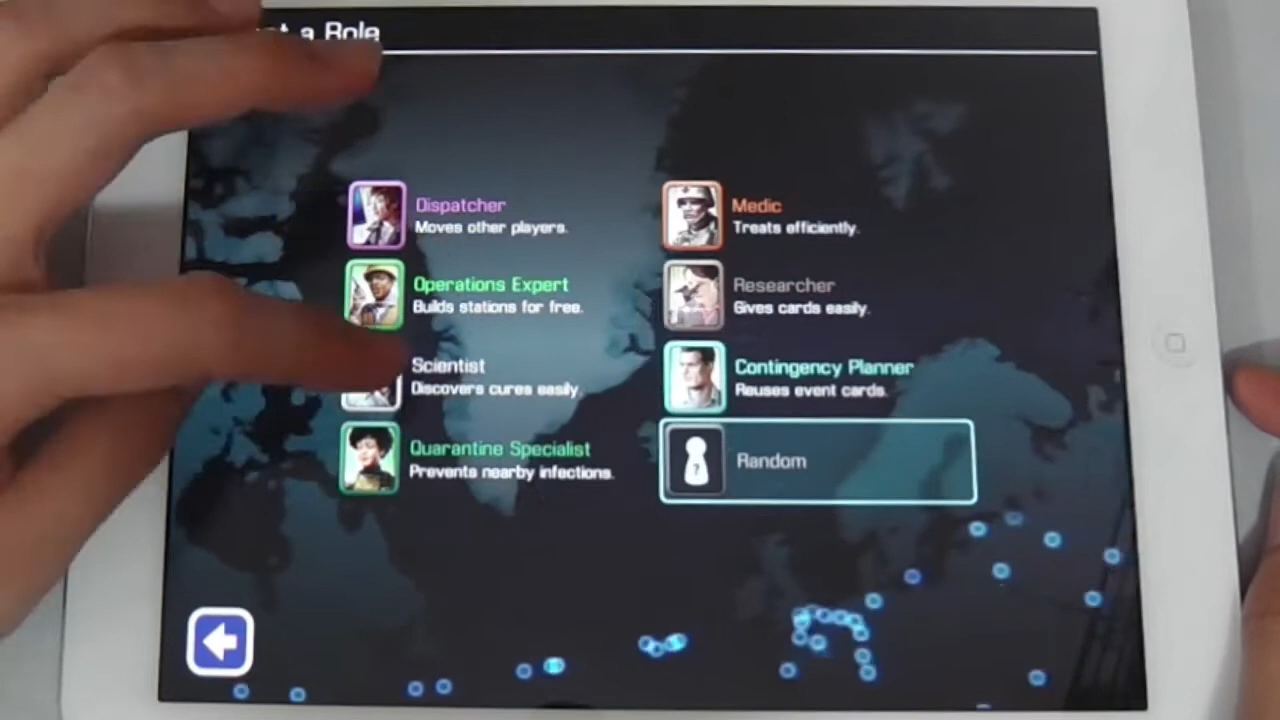 a Role
Dispatcher
Moves other players.
Medic
Treats efficiently.
Operations Expert
Builds stations for free.
Researcher
Gives cards easily.
Scientist
Discovers cures easily.
Contingency Planner
Reuses event cards.
Quarantine Specialist
Prevents nearby infections.
?
Random